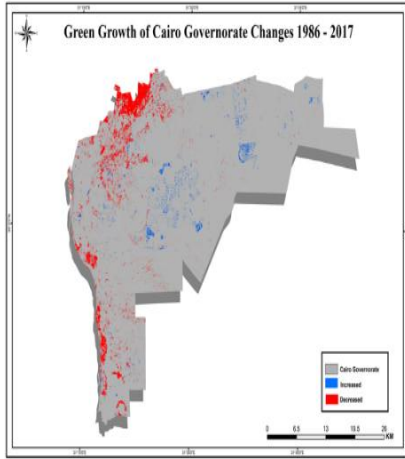 Green Growth of Cairo Governorate Changes 1986 - 2017
Cairo Governorate
Increased
Decreased
0 6.5 13 19.5 26
KM